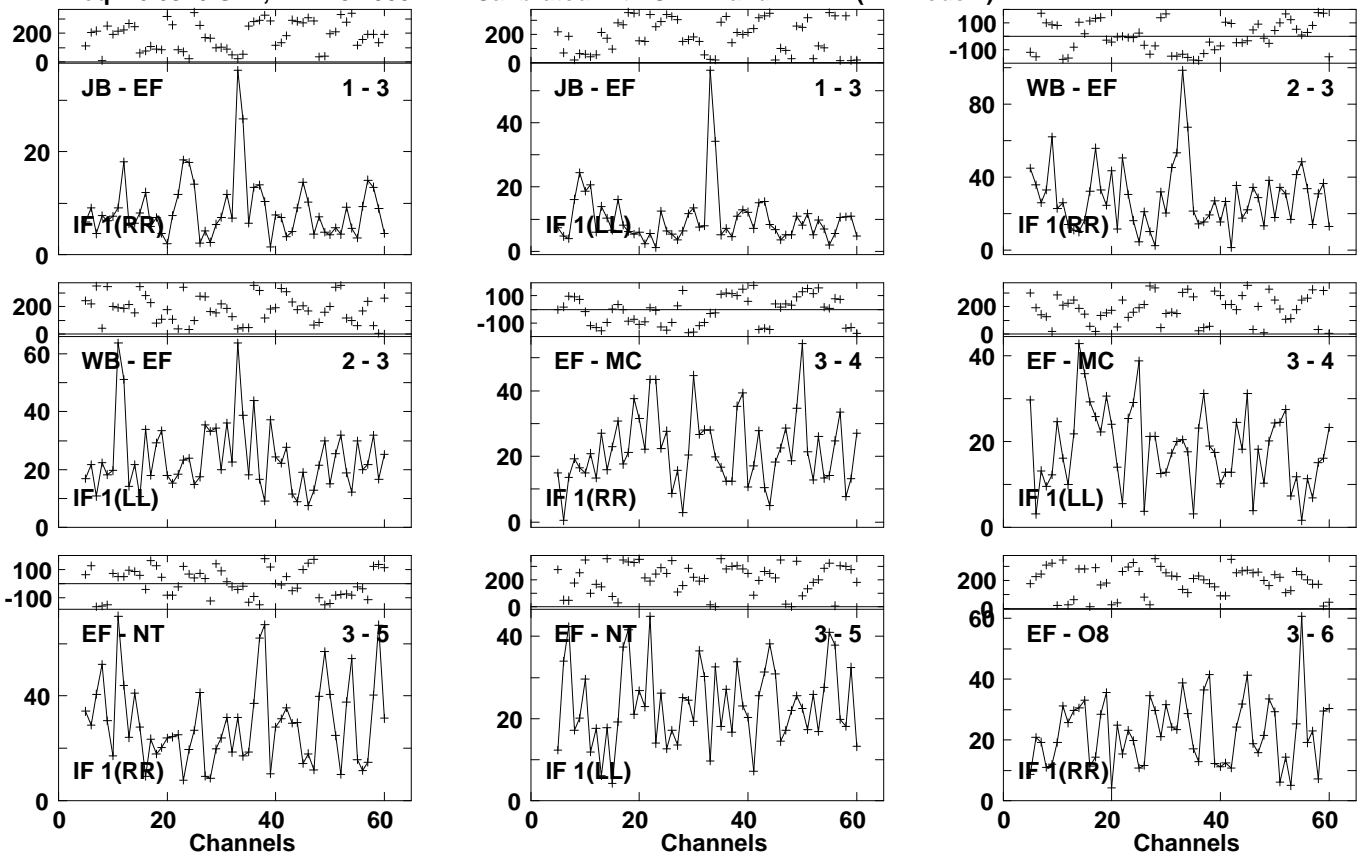 200
0
JB - EF 1 - 3
20
0
IF 1(RR)
200
0
JB - EF 1 - 3
40
20
0
IF 1(LL)
100
-100
WB - EF 2 - 3
80
40
0
IF 1(RR)
200
0
WB - EF 2 - 3
60
40
20
0
IF 1(LL)
100
-100
EF - MC 3 - 4
40
20
0
IF 1(RR)
200
0
EF - MC 3 - 4
40
20
0
IF 1(LL)
100
-100
EF - NT 3 - 5
40
0
IF 1(RR)
0 20 40 60
Channels
200
0
EF - NT 3 - 5
40
20
0
IF 1(LL)
0 20 40 60
Channels
200
0
EF - O8 3 - 6
60
40
20
0
IF 1(RR)
0 20 40 60
Channels